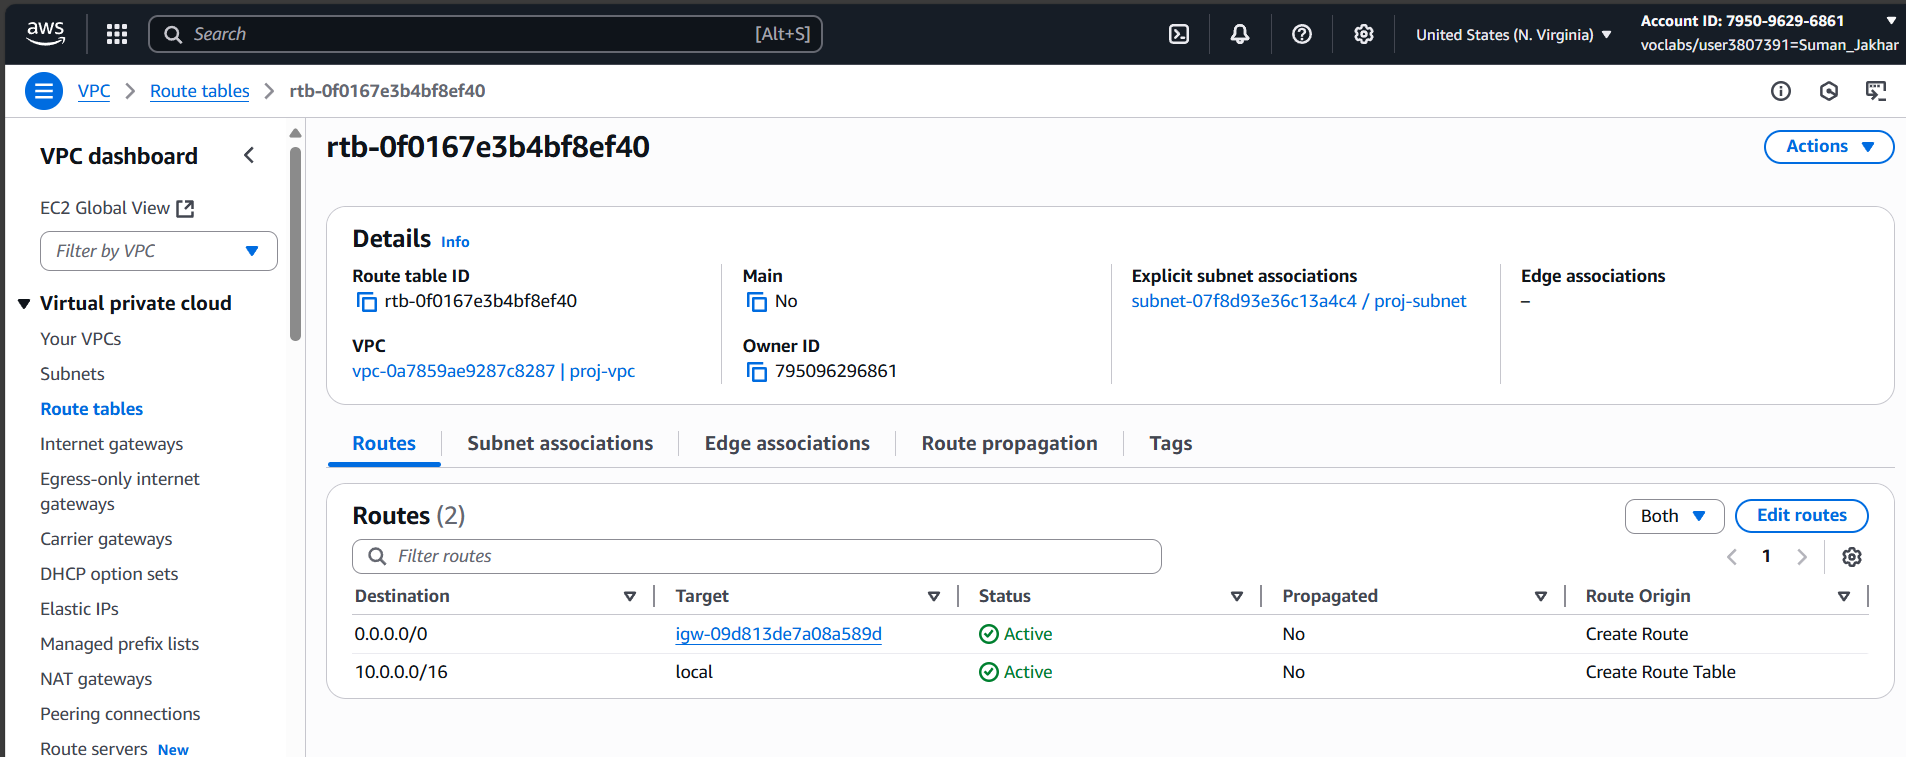 aws
Search [Alt+S]
United States (N. Virginia)
Account ID: 7950-9629-6861
voclabs/user3807391=Suman_Jakhar
VPC Route tables rtb-0f0167e3b4bf8ef40
VPC dashboard
EC2 Global View
Filter by VPC
Virtual private cloud
Your VPCs
Subnets
Route tables
Internet gateways
Egress-only internet
gateways
Carrier gateways
DHCP option sets
Elastic IPs
Managed prefix lists
NAT gateways
Peering connections
Route servers New
rtb-0f0167e3b4bf8ef40
Actions
Details Info
Route table ID
rtb-0f0167e3b4bf8ef40
Main
No
Explicit subnet associations
subnet-07f8d93e36c13a4c4 / proj-subnet
Edge associations
–
VPC
vpc-0a7859ae9287c8287 | proj-vpc
Owner ID
795096296861
Routes Subnet associations Edge associations Route propagation Tags
Routes (2)
Both Edit routes
Filter routes
1
Destination Target Status Propagated Route Origin
0.0.0.0/0 igw-09d813de7a08a589d Active No Create Route
10.0.0.0/16 local Active No Create Route Table